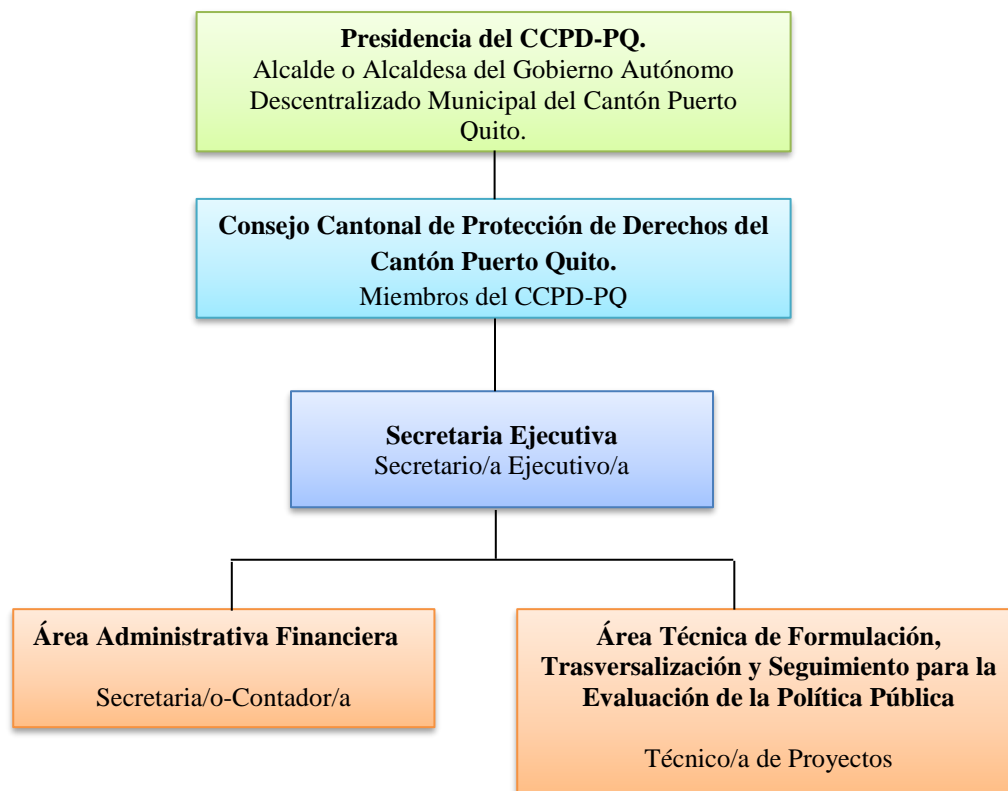 Presidencia del CCPD-PQ.
Alcalde o Alcaldesa del Gobierno Autónomo
Descentralizado Municipal del Cantón Puerto
Quito.
Consejo Cantonal de Protección de Derechos del
Cantón Puerto Quito.
Miembros del CCPD-PQ
Secretaria Ejecutiva
Secretario/a Ejecutivo/a
Área Administrativa Financiera
Secretaria/o-Contador/a
Área Técnica de Formulación,
Trasversalización y Seguimiento para la
Evaluación de la Política Pública
Técnico/a de Proyectos